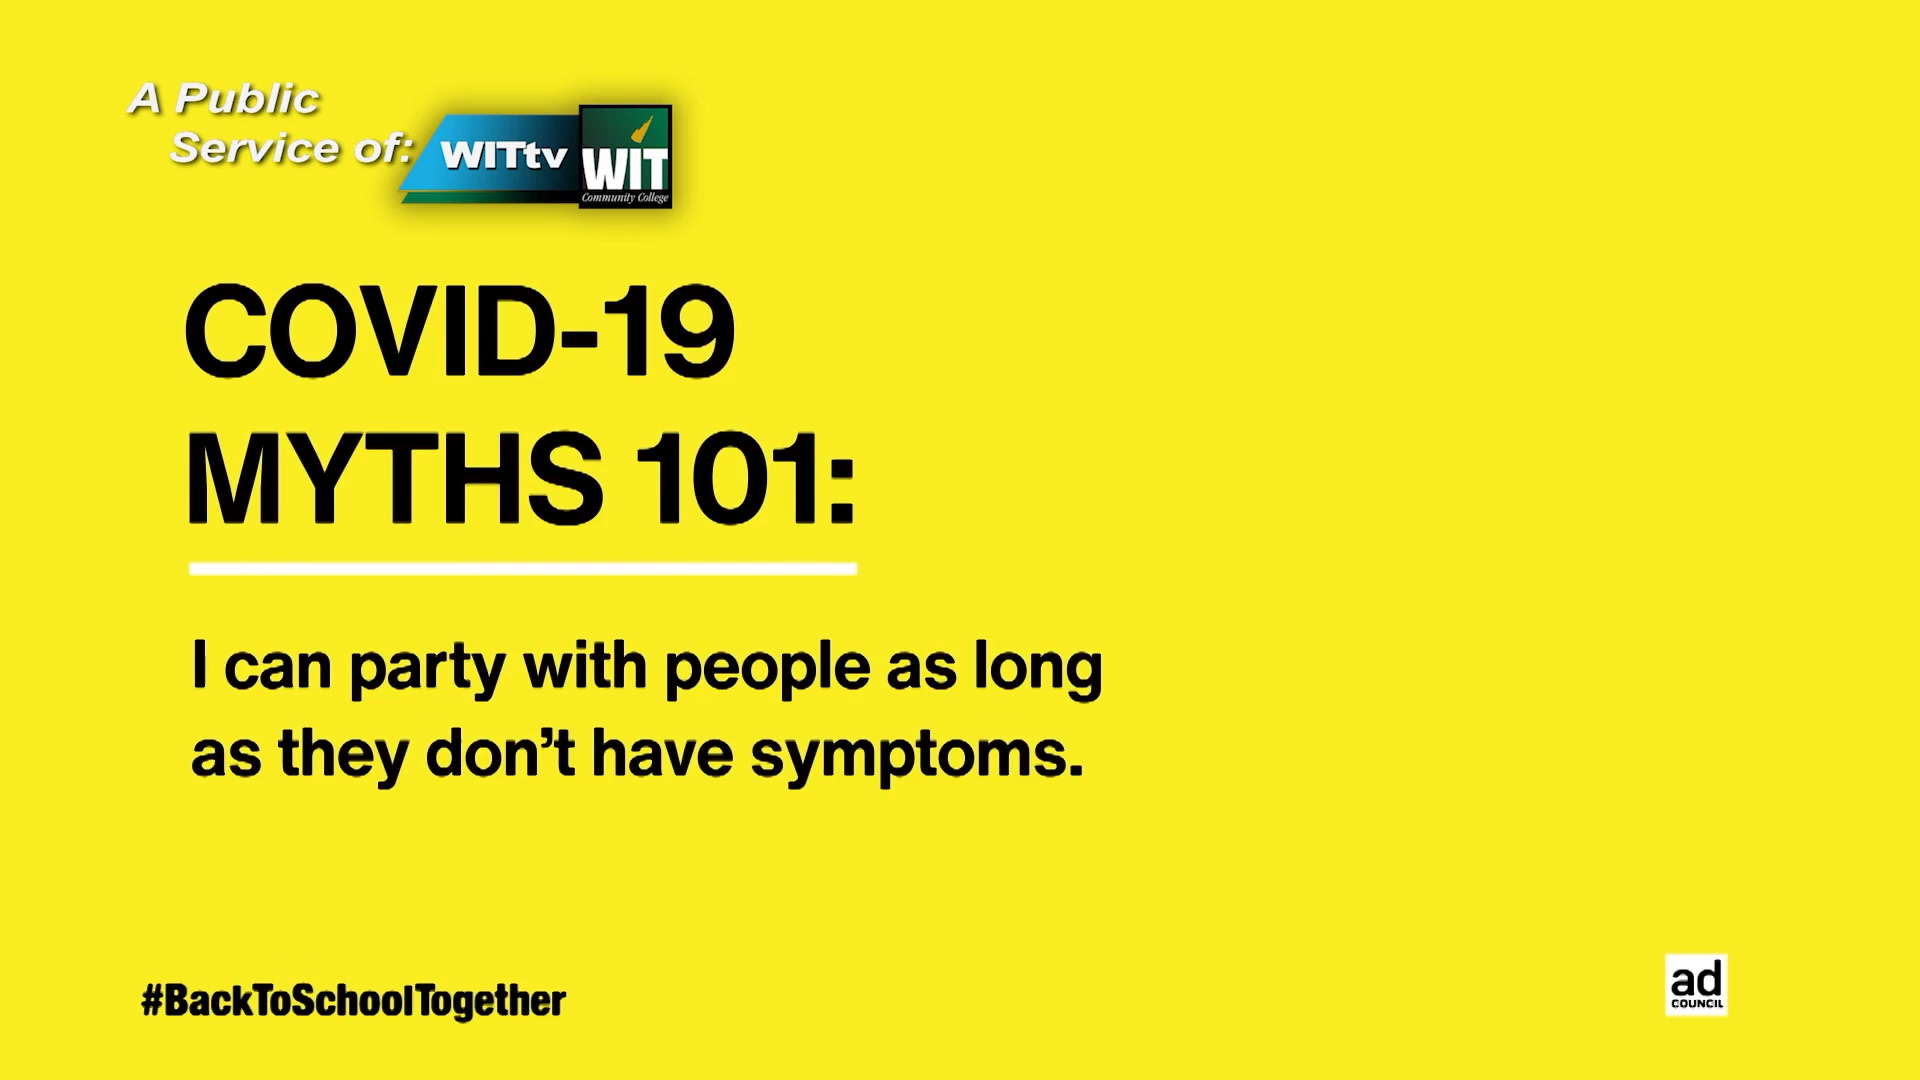 A Public
Service of:
WITtv
WIT
Community College
COVID-19
MYTHS 101:
I can party with people as long
as they don't have symptoms.
#BackToSchoolTogether
ad
COUNCIL